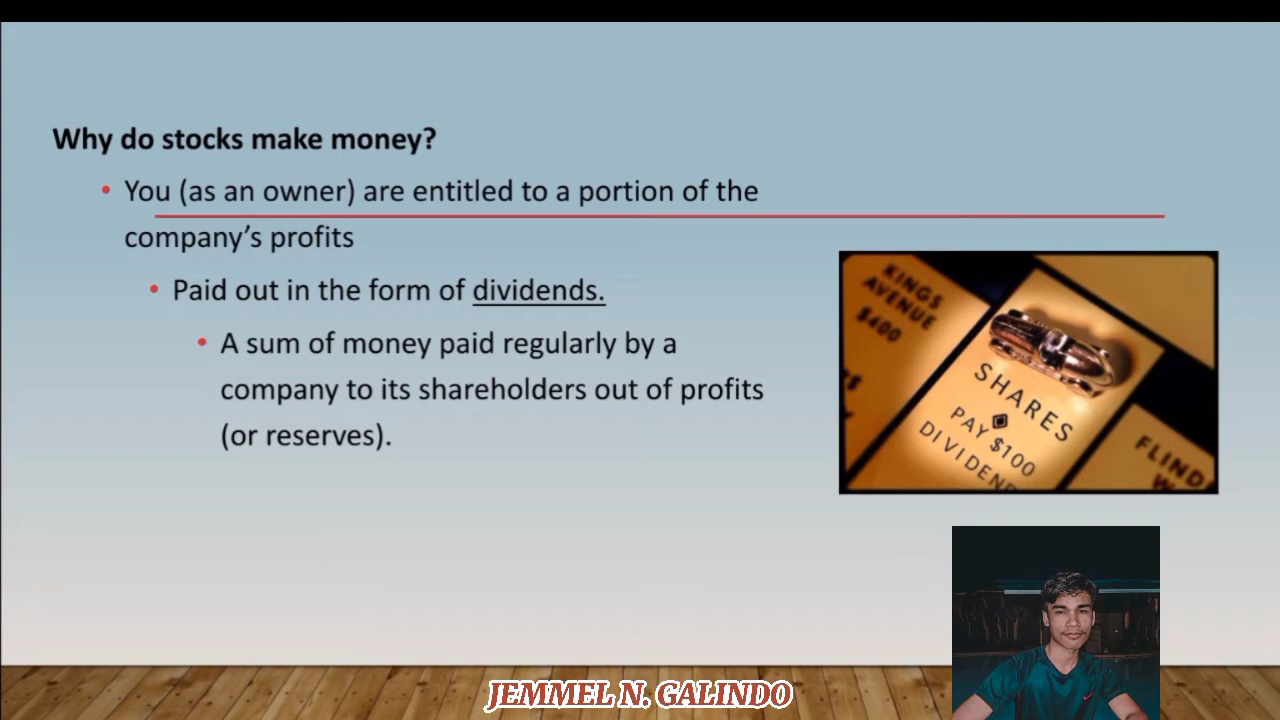 Why do stocks make money?
• You (as an owner) are entitled to a portion of the
company’s profits
• Paid out in the form of dividends.
• A sum of money paid regularly by a
company to its shareholders out of profits
(or reserves).
KINGS
AVENUE
$400
SHARES
PAY $100
FLIND
JEMMEL N. GALINDO